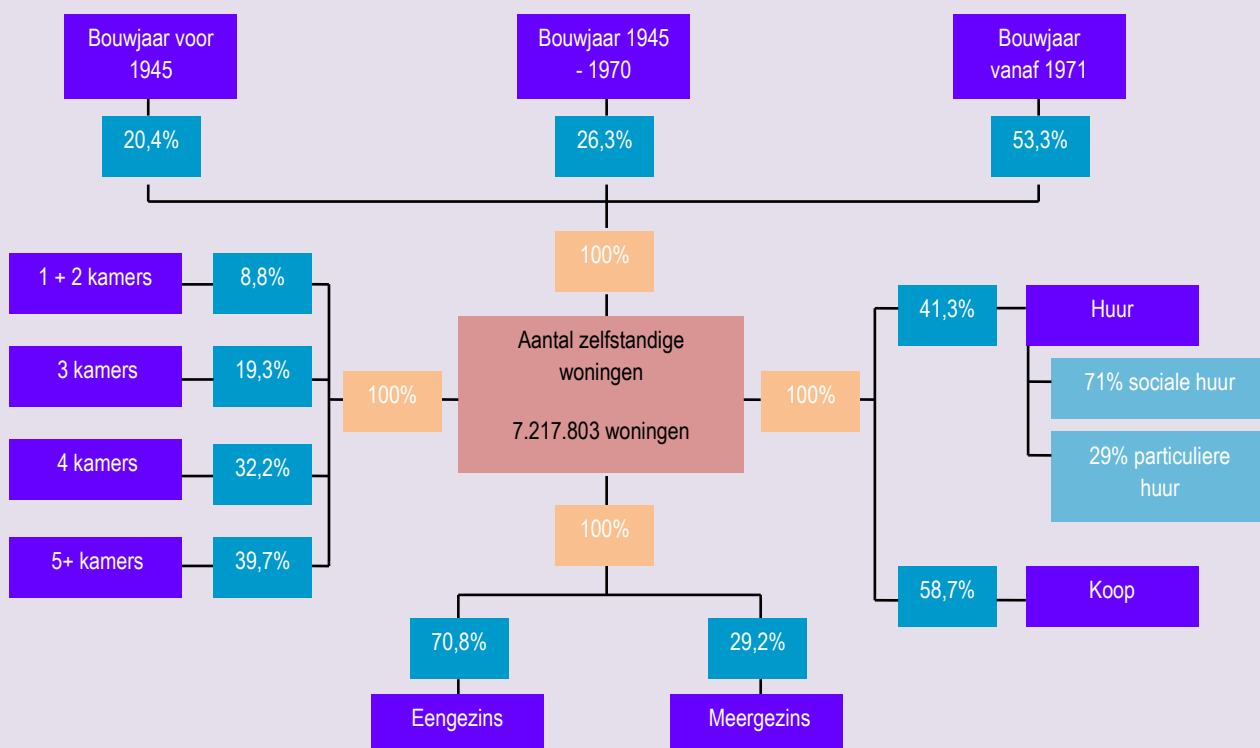 Bouwjaar voor
1945
Bouwjaar 1945
- 1970
Bouwjaar
vanaf 1971
20,4%
26,3%
53,3%
100%
1 + 2 kamers
8,8%
3 kamers
19,3%
4 kamers
32,2%
5+ kamers
39,7%
100%
Aantal zelfstandige
woningen
7.217.803 woningen
100%
41,3%
Huur
71% sociale huur
29% particuliere
huur
58,7%
Koop
100%
70,8%
29,2%
Eengezins
Meergezins